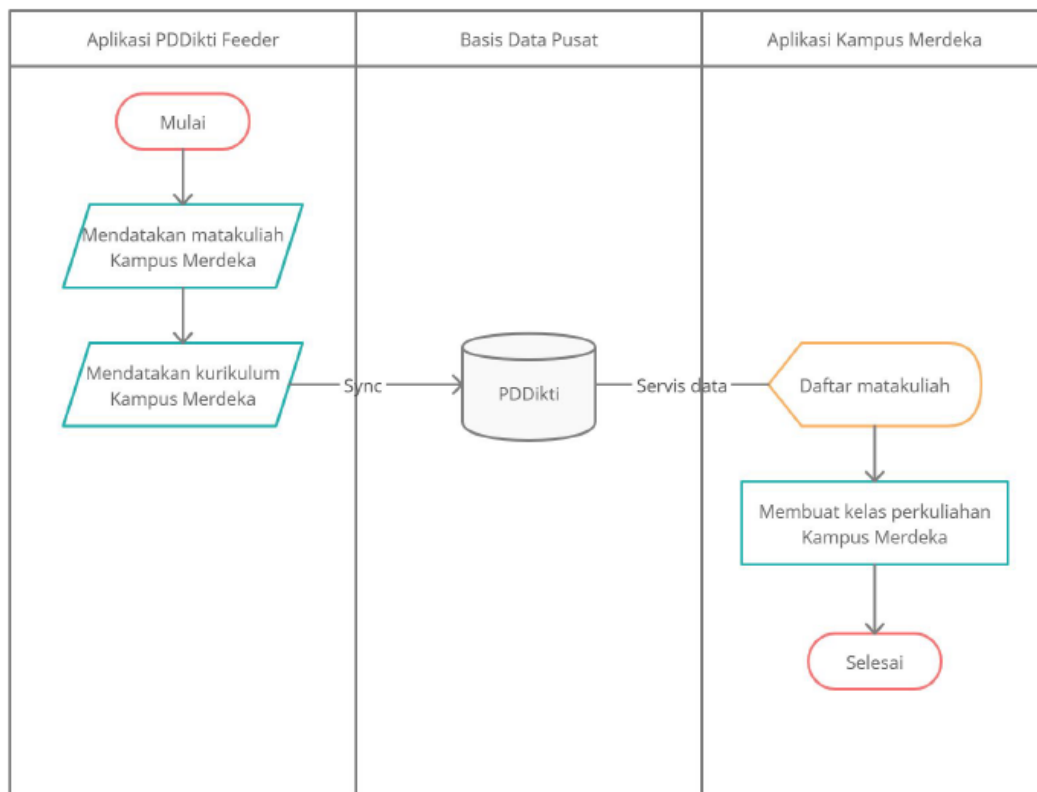 Aplikasi PDDikti Feeder
Basis Data Pusat
Aplikasi Kampus Merdeka
Mulai
Mendatakan matakuliah
Kampus Merdeka
Mendatakan kurikulum
Kampus Merdeka
Sync
PDDikti
Servis data
Daftar matakuliah
Membuat kelas perkuliahan
Kampus Merdeka
Selesai